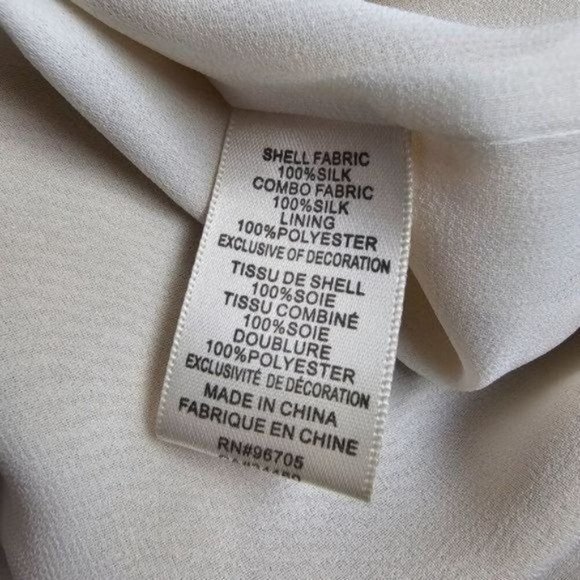 SHELL FABRIC
100%SILK
COMBO FABRIC
100%SILK
LINING
100%POLYESTER
EXCLUSIVE OF DECORATION
TISSU DE SHELL
100%SOIE
TISSU COMBINÉ
100%SOIE
DOUBLURE
100%POLYESTER
EXCLUSIVITÉ DE DÉCORATION
MADE IN CHINA
FABRIQUE EN CHINE
RN#96705